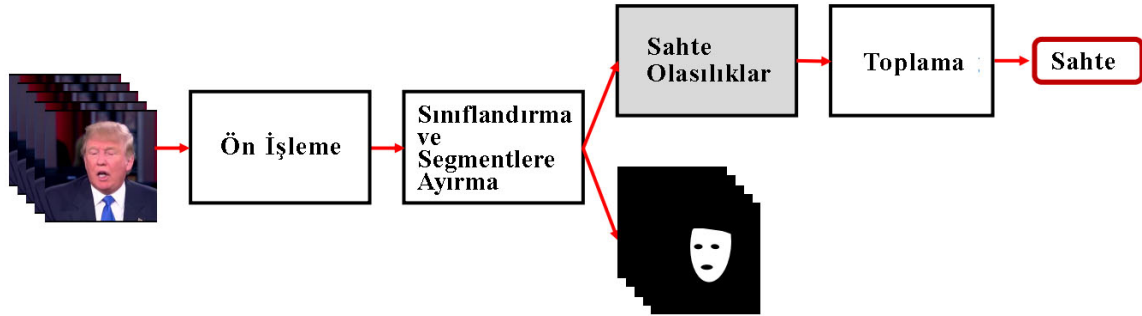 Ön İşleme
Sınıflandırma
ve
Segmentlere
Ayırma
Sahte
Olasılıklar
Toplama
Sahte